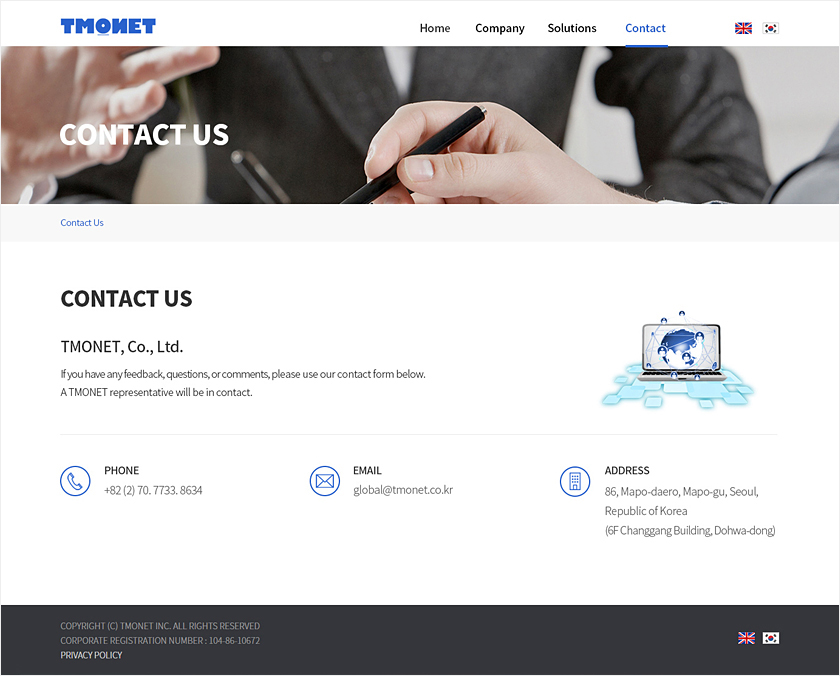 TMONET
Home Company Solutions Contact
CONTACT US
Contact Us
CONTACT US
TMONET, Co., Ltd.
If you have any feedback, questions, or comments, please use our contact form below.
A TMONET representative will be in contact.
PHONE
+82 (2) 70. 7733. 8634
EMAIL
global@tmonet.co.kr
ADDRESS
86, Mapo-daero, Mapo-gu, Seoul,
Republic of Korea
(6F Changgang Building, Dohwa-dong)
COPYRIGHT (C) TMONET INC. ALL RIGHTS RESERVED
CORPORATE REGISTRATION NUMBER : 104-86-10672
PRIVACY POLICY